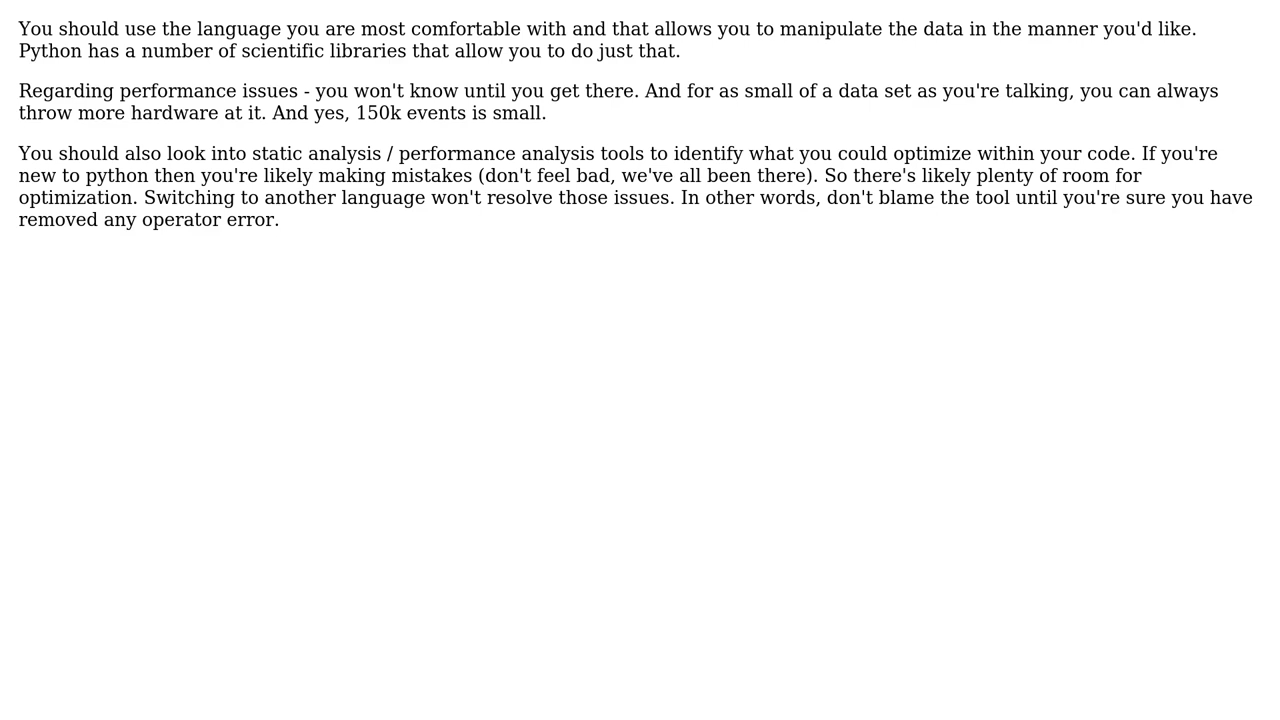 You should use the language you are most comfortable with and that allows you to manipulate the data in the manner you'd like.
Python has a number of scientific libraries that allow you to do just that.
Regarding performance issues - you won't know until you get there. And for as small of a data set as you're talking, you can always
throw more hardware at it. And yes, 150k events is small.
You should also look into static analysis / performance analysis tools to identify what you could optimize within your code. If you're
new to python then you're likely making mistakes (don't feel bad, we've all been there). So there's likely plenty of room for
optimization. Switching to another language won't resolve those issues. In other words, don't blame the tool until you're sure you have
removed any operator error.